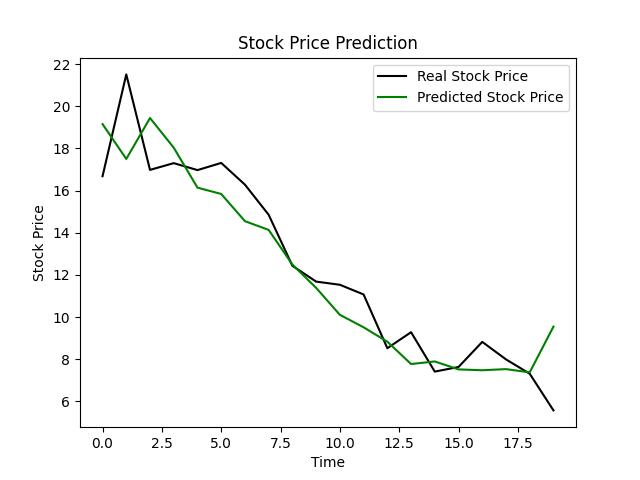 Stock Price Prediction
Real Stock Price
Predicted Stock Price
Stock Price
22
20
18
16
14
12
10
8
6
0.0 2.5 5.0 7.5 10.0 12.5 15.0 17.5
Time